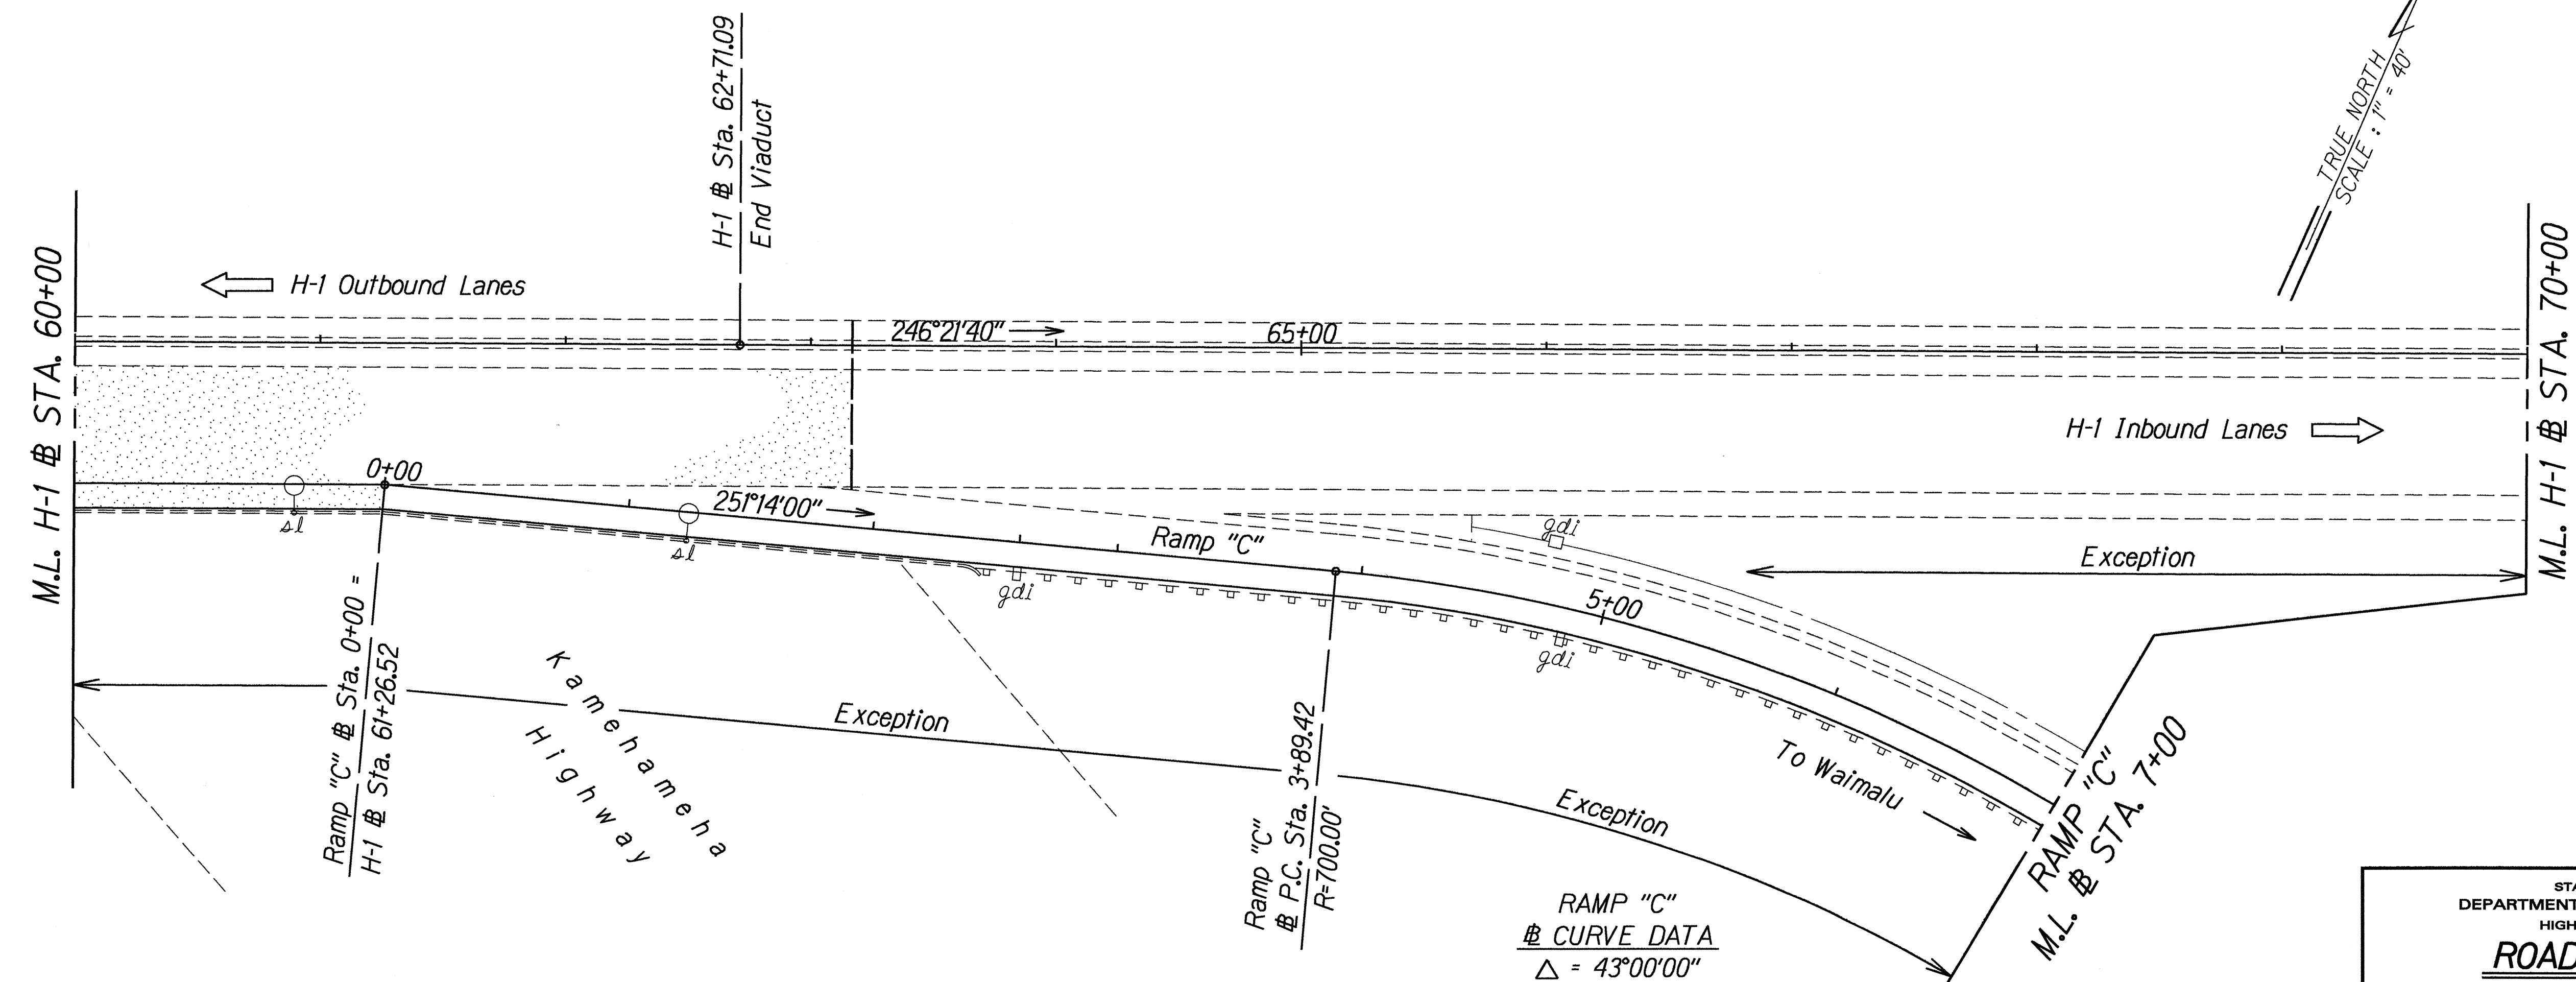 H-1 ℄ Sta. 62+71.09
End Viaduct
TRUE NORTH
SCALE : 1" = 40'
M.L. H-1 ℄ STA. 60+00
H-1 Outbound Lanes
246°21'40"
65+00
M.L. H-1 ℄ STA. 70+00
H-1 Inbound Lanes
0+00
sl
251°14'00"
sl
Ramp "C"
gdi
Exception
gdi
5+00
gdi
Ramp "C" ℄ Sta. 0+00 =
H-1 ℄ Sta. 61+26.52
Kamehameha
Highway
Exception
Ramp "C"
℄ P.C. Sta. 3+89.42
R=700.00'
To Waimalu
Exception
RAMP "C"
M.L. ℄ STA. 7+00
RAMP "C"
℄ CURVE DATA
△ = 43°00'00"
STA
DEPARTMENT
HIGH
ROAD